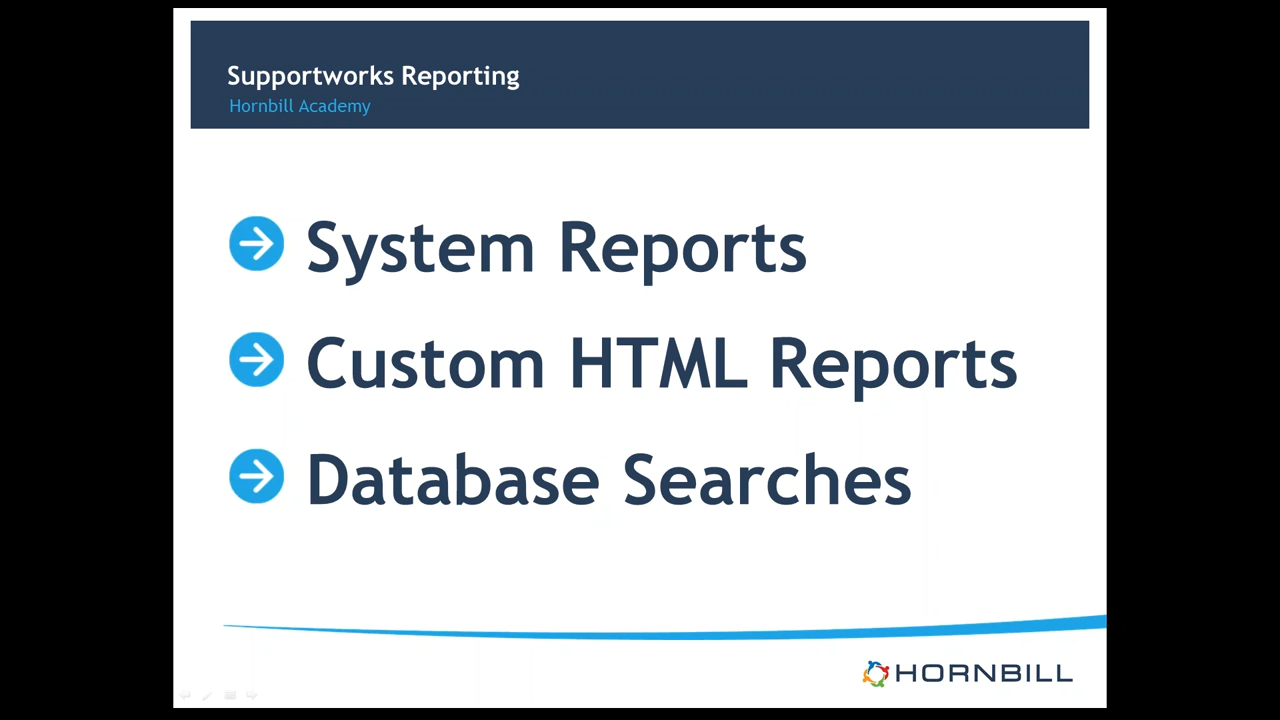 Supportworks Reporting
Hornbill Academy
System Reports
Custom HTML Reports
Database Searches
HORNBILL